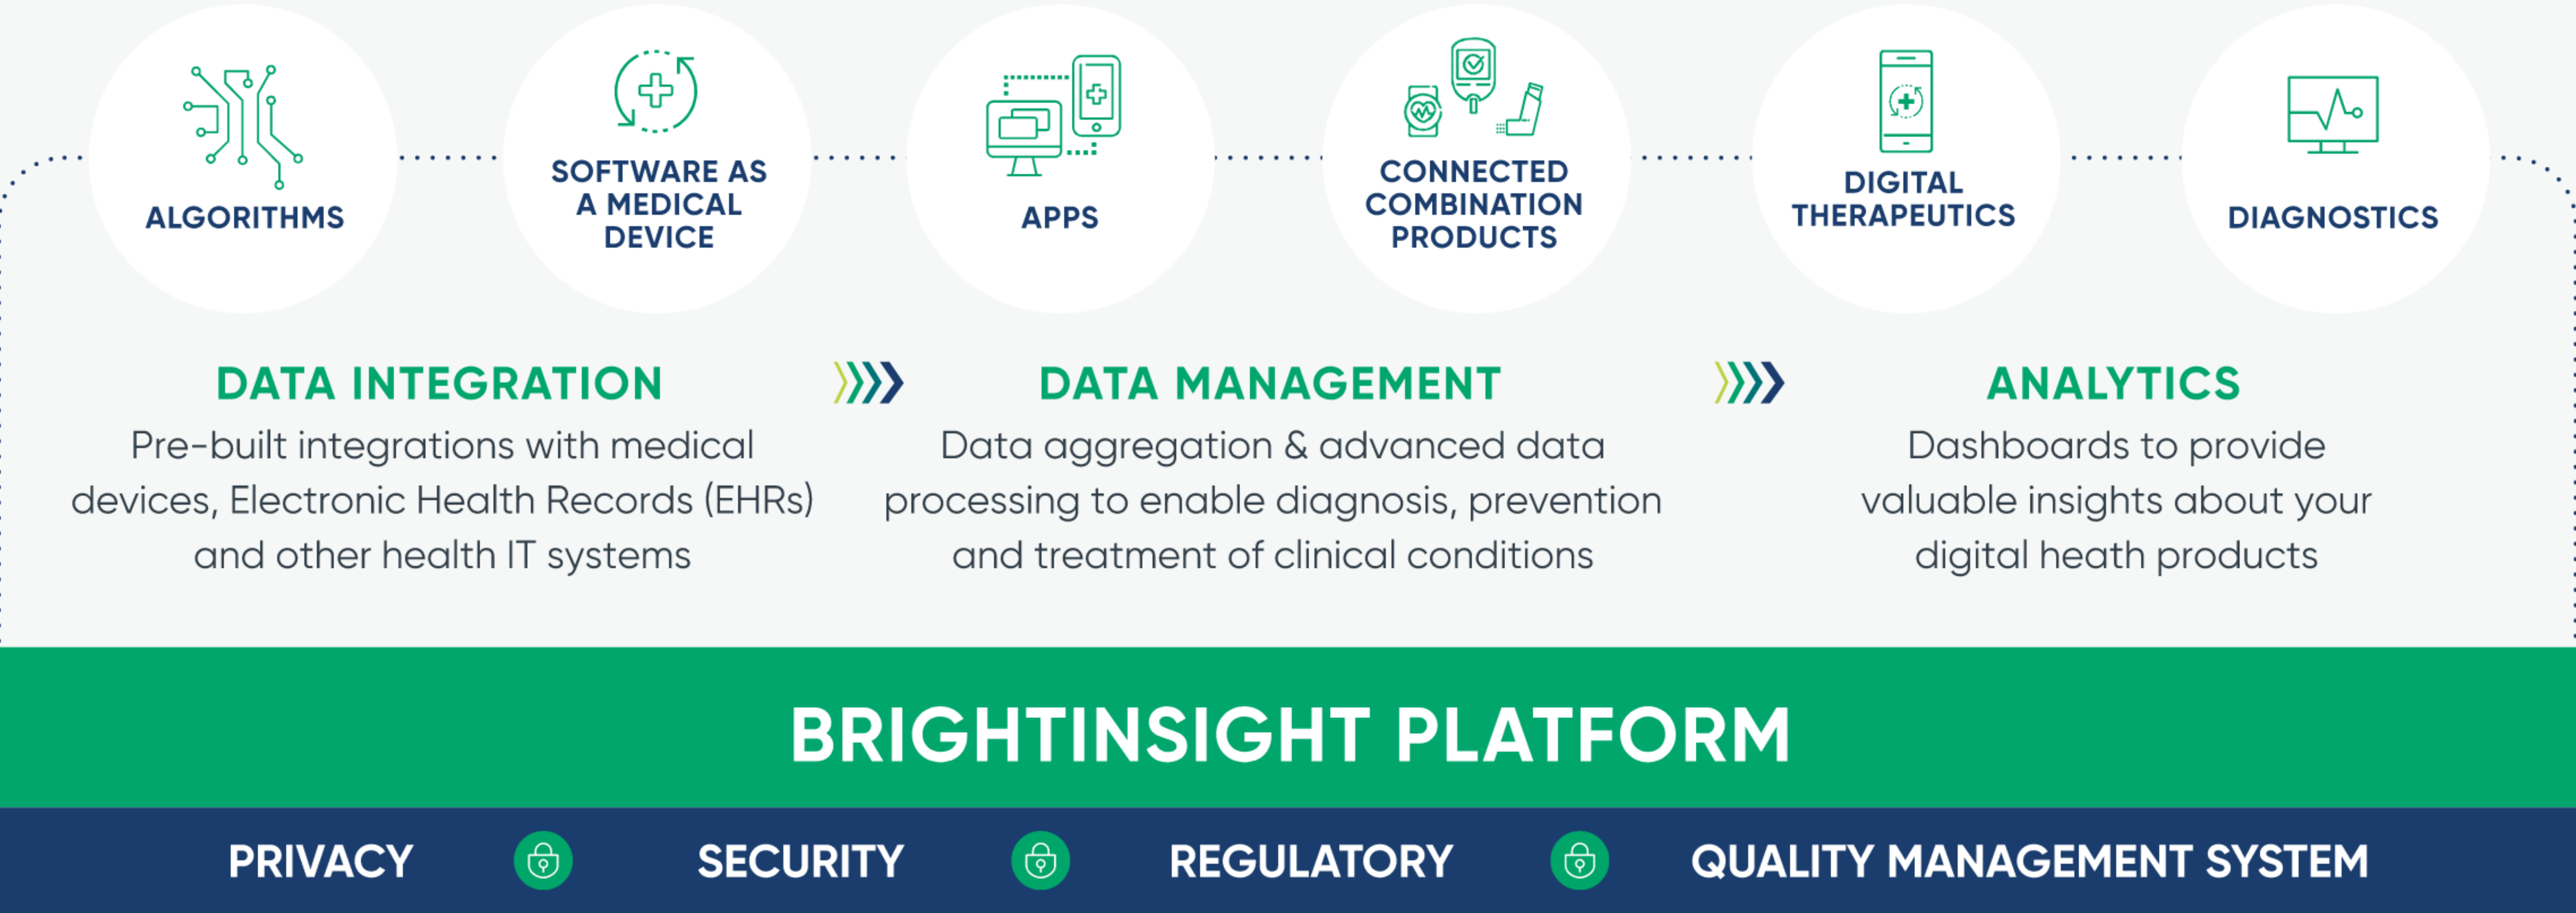 ALGORITHMS
SOFTWARE AS
A MEDICAL
DEVICE
APPS
CONNECTED
COMBINATION
PRODUCTS
DIGITAL
THERAPEUTICS
DIAGNOSTICS
DATA INTEGRATION
Pre-built integrations with medical
devices, Electronic Health Records (EHRs)
and other health IT systems
DATA MANAGEMENT
Data aggregation & advanced data
processing to enable diagnosis, prevention
and treatment of clinical conditions
ANALYTICS
Dashboards to provide
valuable insights about your
digital heath products
BRIGHTINSIGHT PLATFORM
PRIVACY
SECURITY
REGULATORY
QUALITY MANAGEMENT SYSTEM